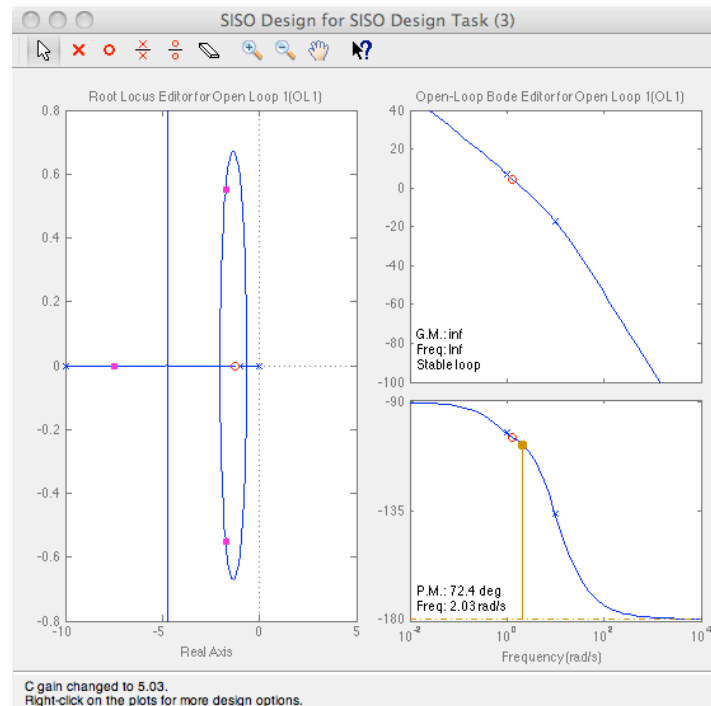 SISO Design for SISO Design Task (3)
Root Locus Editor for Open Loop 1(OL1)
0.8
0.6
0.4
0.2
0
-0.2
-0.4
-0.6
-0.8
-10
-5
0
5
Real Axis
Open-Loop Bode Editor for Open Loop 1(OL1)
40
20
0
-20
-40
-60
-80
-100
G.M.: inf
Freq: Inf
Stable loop
-90
-135
-180
P.M.: 72.4 deg
Freq: 2.03 rad/s
10^-2
10^0
10^2
10^4
Frequency (rad/s)
C gain changed to 5.03.
Right-click on the plots for more design options.